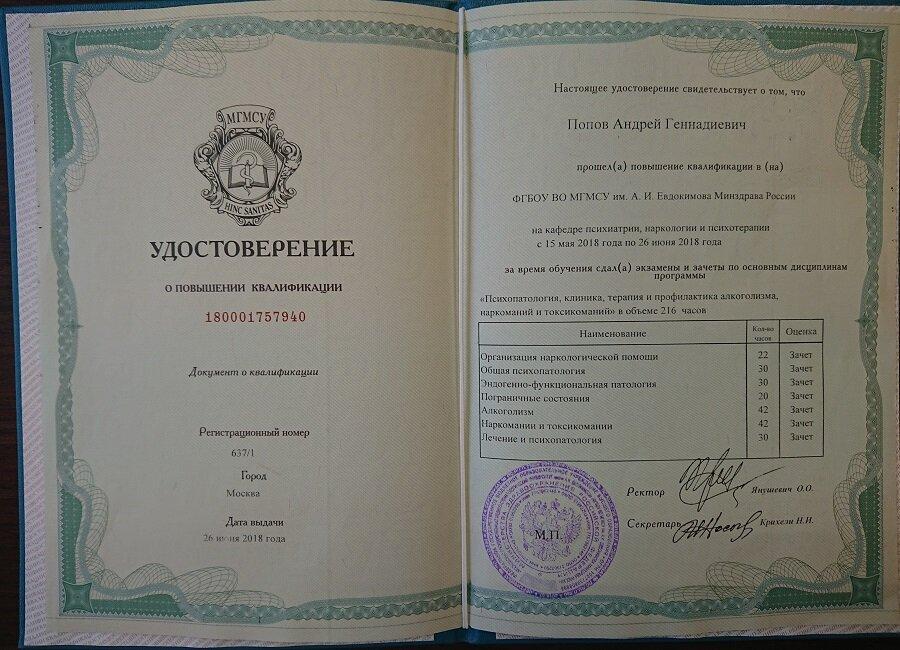 МГМСУ
HINC SANITAS
УДОСТОВЕРЕНИЕ
О ПОВЫШЕНИИ КВАЛИФИКАЦИИ
180001757940
Документ о квалификации
Регистрационный номер
637/1
Город
Москва
Дата выдачи
26 июня 2018 года
Настоящее удостоверение свидетельствует о том, что
Попов Андрей Геннадиевич
прошел(а) повышение квалификации в (на)
ФГБОУ ВО МГМСУ им. А. И. Евдокимова Минздрава России
на кафедре психиатрии, наркологии и психотерапии
с 15 мая 2018 года по 26 июня 2018 года
за время обучения сдал(а) экзамены и зачеты по основным дисциплинам
программы
«Психопатология, клиника, терапия и профилактика алкоголизма,
наркоманий и токсикоманий» в объеме 216 часов
Наименование Кол-во часов Оценка
Организация наркологической помощи 22 Зачет
Общая психопатология 30 Зачет
Эндогенно-функциональная патология 30 Зачет
Пограничные состояния 20 Зачет
Алкоголизм 42 Зачет
Наркомании и токсикомании 42 Зачет
Лечение и психопатология 30 Зачет
Ректор Янушевич О.О.
Секретарь Крихели Н.И.
М.П.